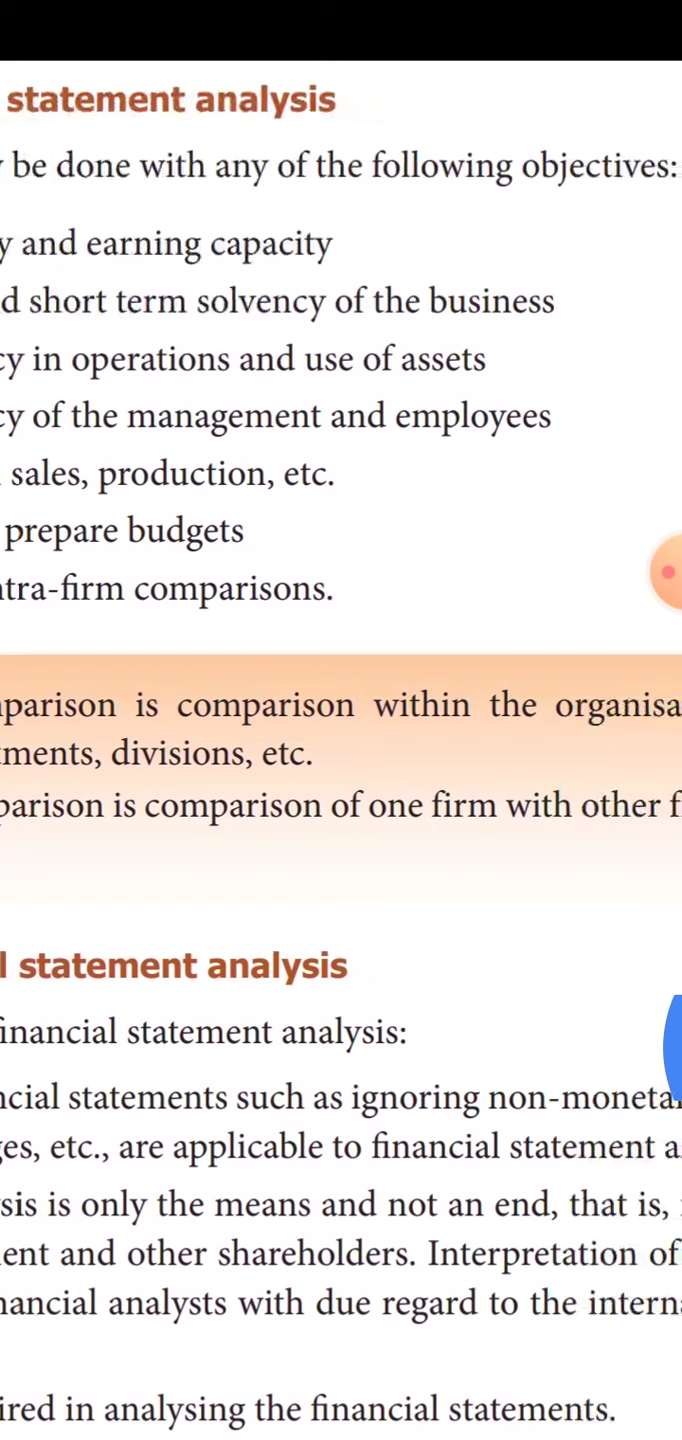 statement analysis
be done with any of the following objectives:
y and earning capacity
d short term solvency of the business
cy in operations and use of assets
cy of the management and employees
sales, production, etc.
prepare budgets
ntra-firm comparisons.
parison is comparison within the organisa
ments, divisions, etc.
parison is comparison of one firm with other f
l statement analysis
financial statement analysis:
ncial statements such as ignoring non-moneta
ges, etc., are applicable to financial statement a
sis is only the means and not an end, that is,
ent and other shareholders. Interpretation of
nancial analysts with due regard to the interna
ired in analysing the financial statements.